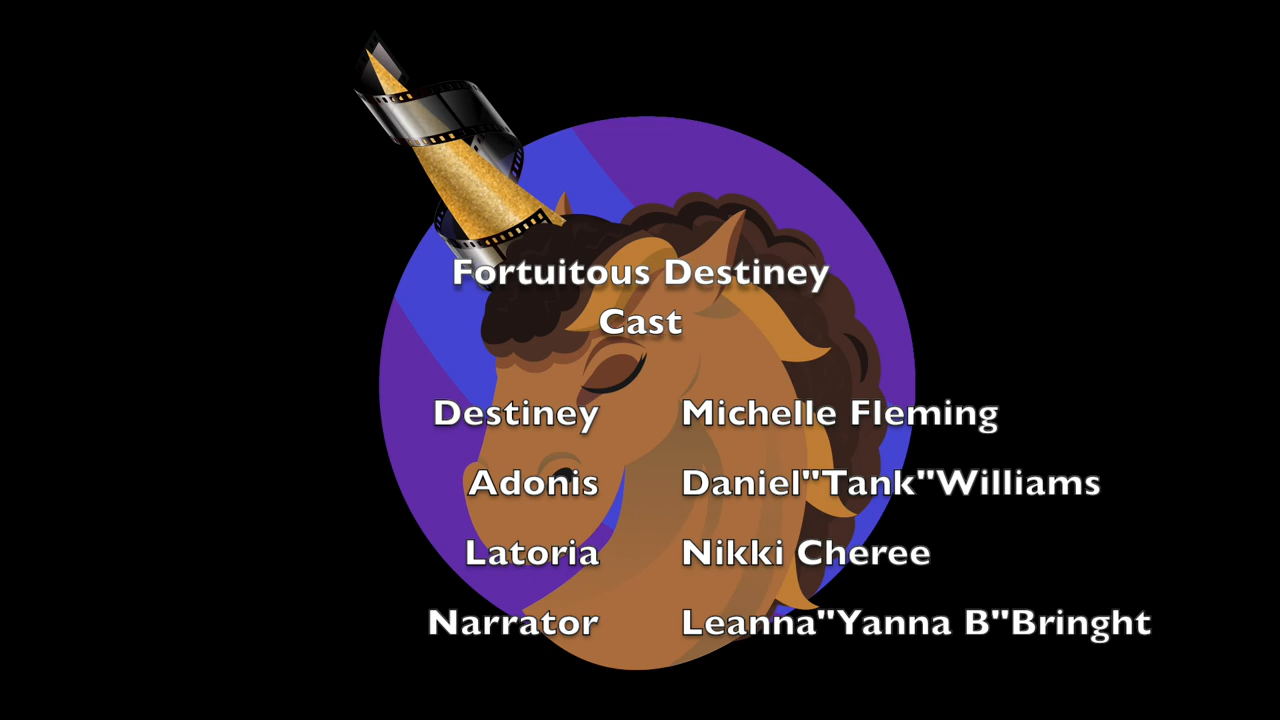 Fortuitous Destiney
Cast
Destiney Michelle Fleming
Adonis Daniel"Tank"Williams
Latoria Nikki Cheree
Narrator Leanna"Yanna B"Bringht